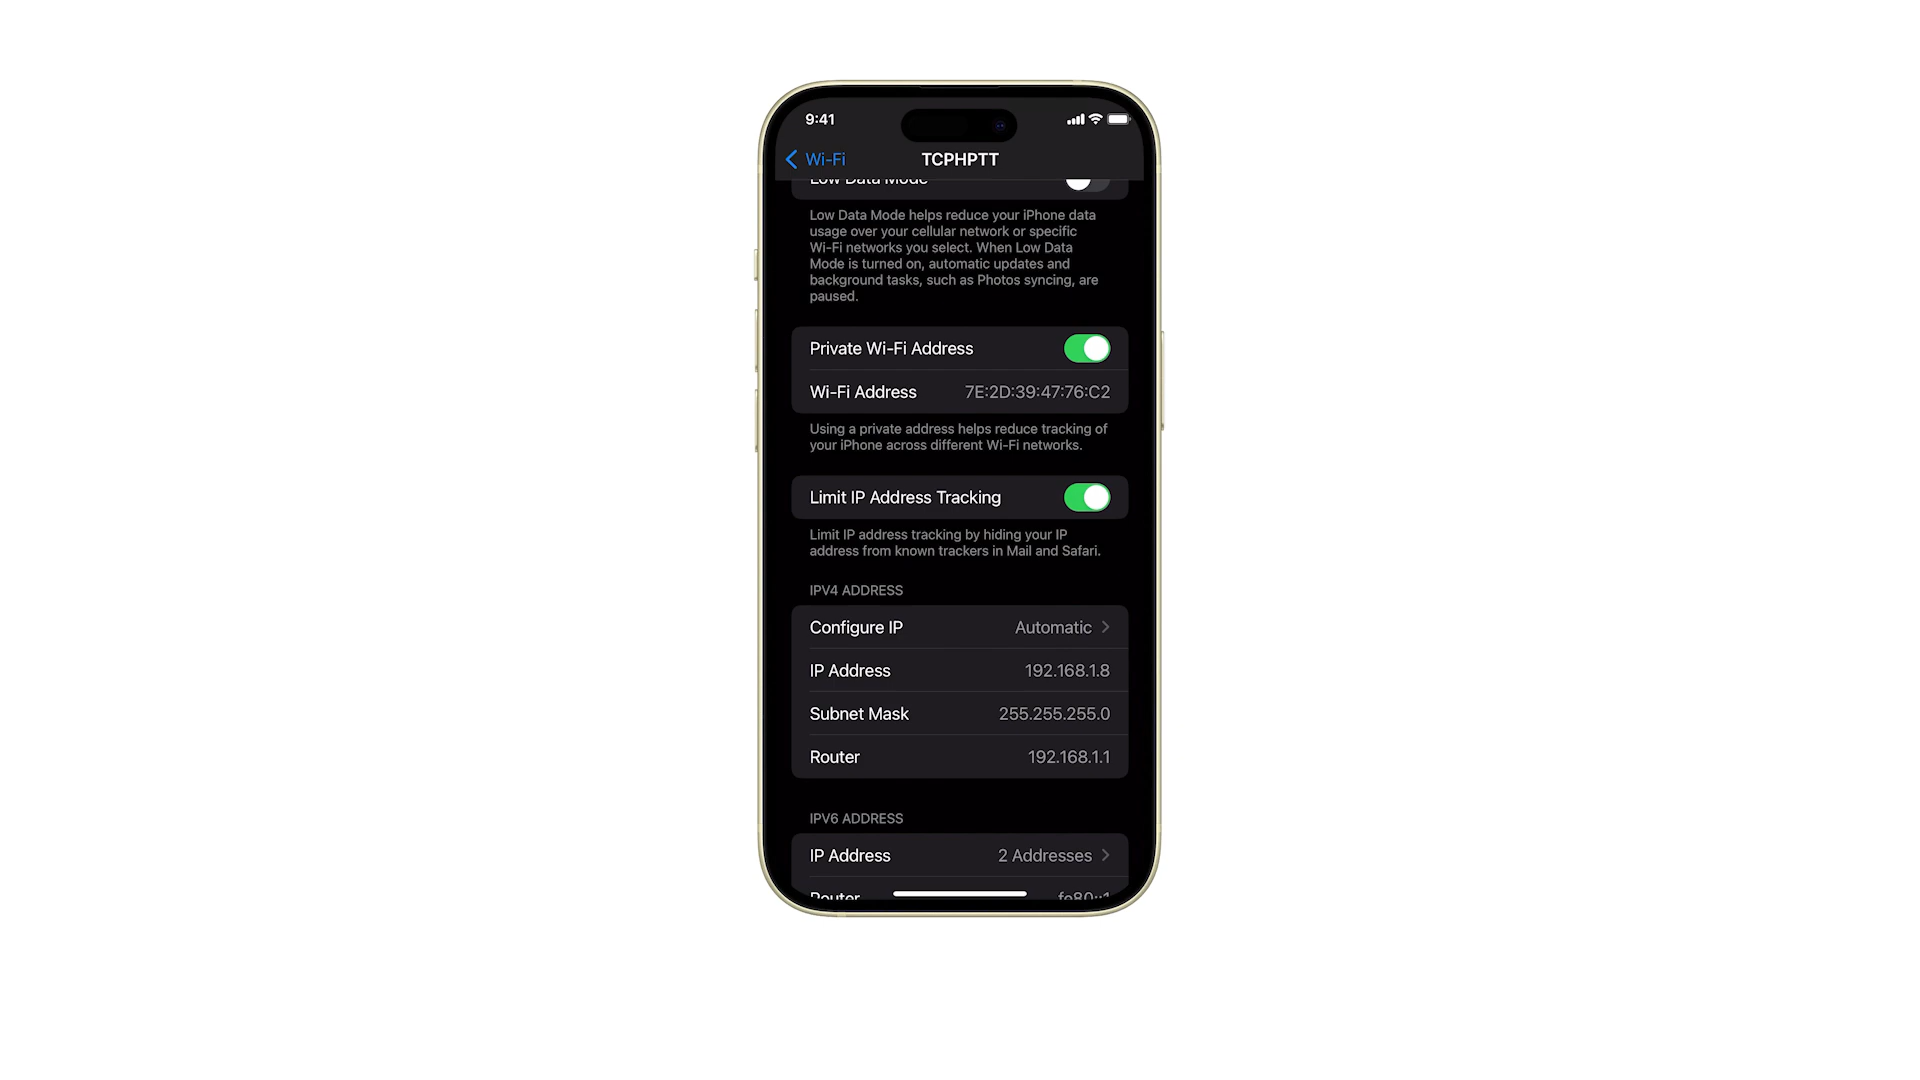 9:41
Wi-Fi TCPHPTT
Low Data Mode
Low Data Mode helps reduce your iPhone data
usage over your cellular network or specific
Wi-Fi networks you select. When Low Data
Mode is turned on, automatic updates and
background tasks, such as Photos syncing, are
paused.
Private Wi-Fi Address
Wi-Fi Address 7E:2D:39:47:76:C2
Using a private address helps reduce tracking of
your iPhone across different Wi-Fi networks.
Limit IP Address Tracking
Limit IP address tracking by hiding your IP
address from known trackers in Mail and Safari.
IPV4 ADDRESS
Configure IP Automatic
IP Address 192.168.1.8
Subnet Mask 255.255.255.0
Router 192.168.1.1
IPV6 ADDRESS
IP Address 2 Addresses
Router fe80::1